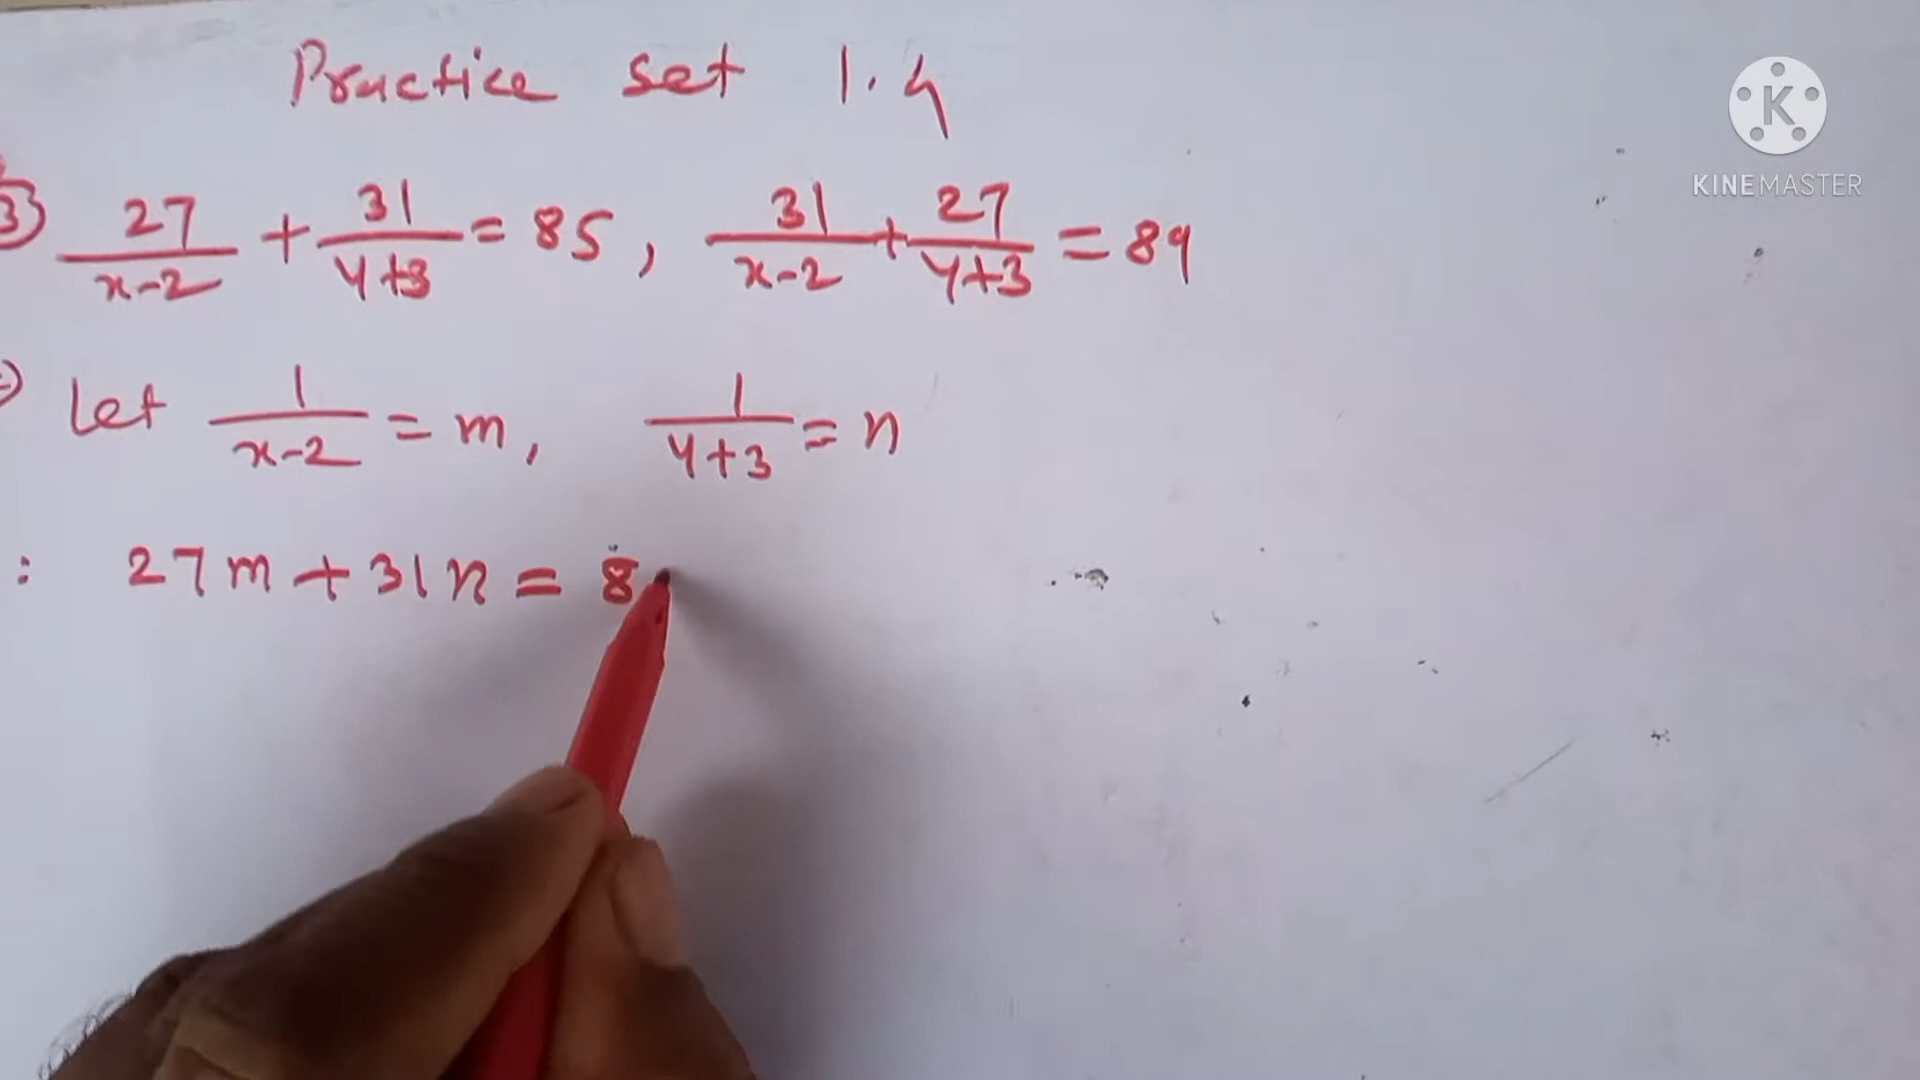 Practice set 1.4
K
KINEMASTER
3) 27/(x-2) + 31/(y+3) = 85, 31/(x-2) + 27/(y+3) = 89
Let 1/(x-2) = m, 1/(y+3) = n
: 27m + 31n = 8